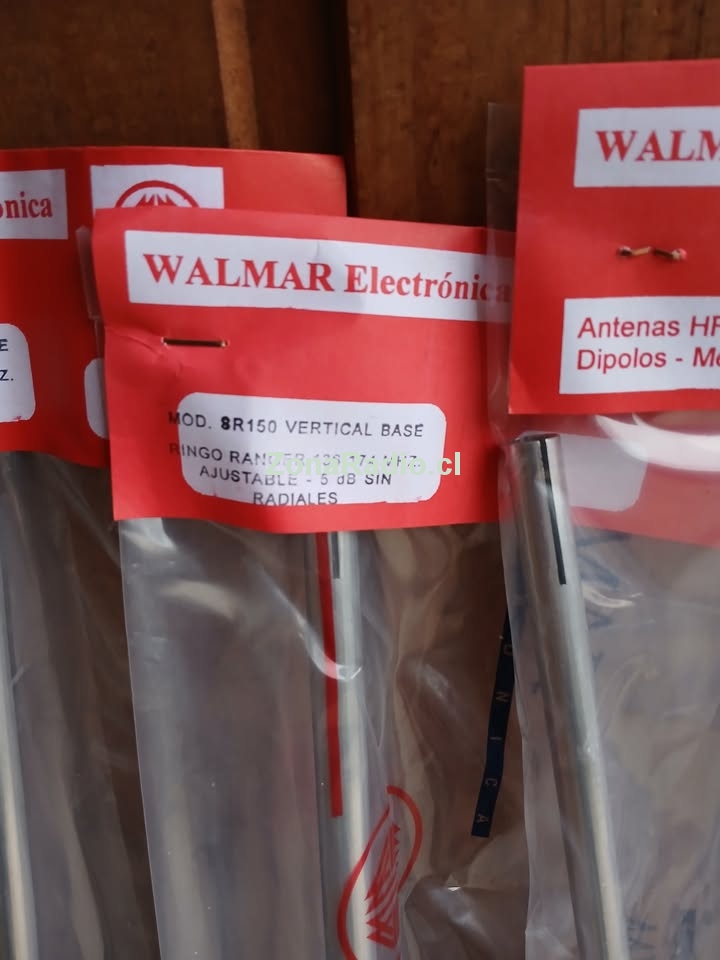 onica
WALMAR Electrónica
WALM
E
Z.
Antenas HF
Dipolos - M
MOD. 8R150 VERTICAL BASE
RINGO RANGER
AJUSTABLE - 5 dB SIN
RADIALES
ZonaRadio.cl
U N I C A